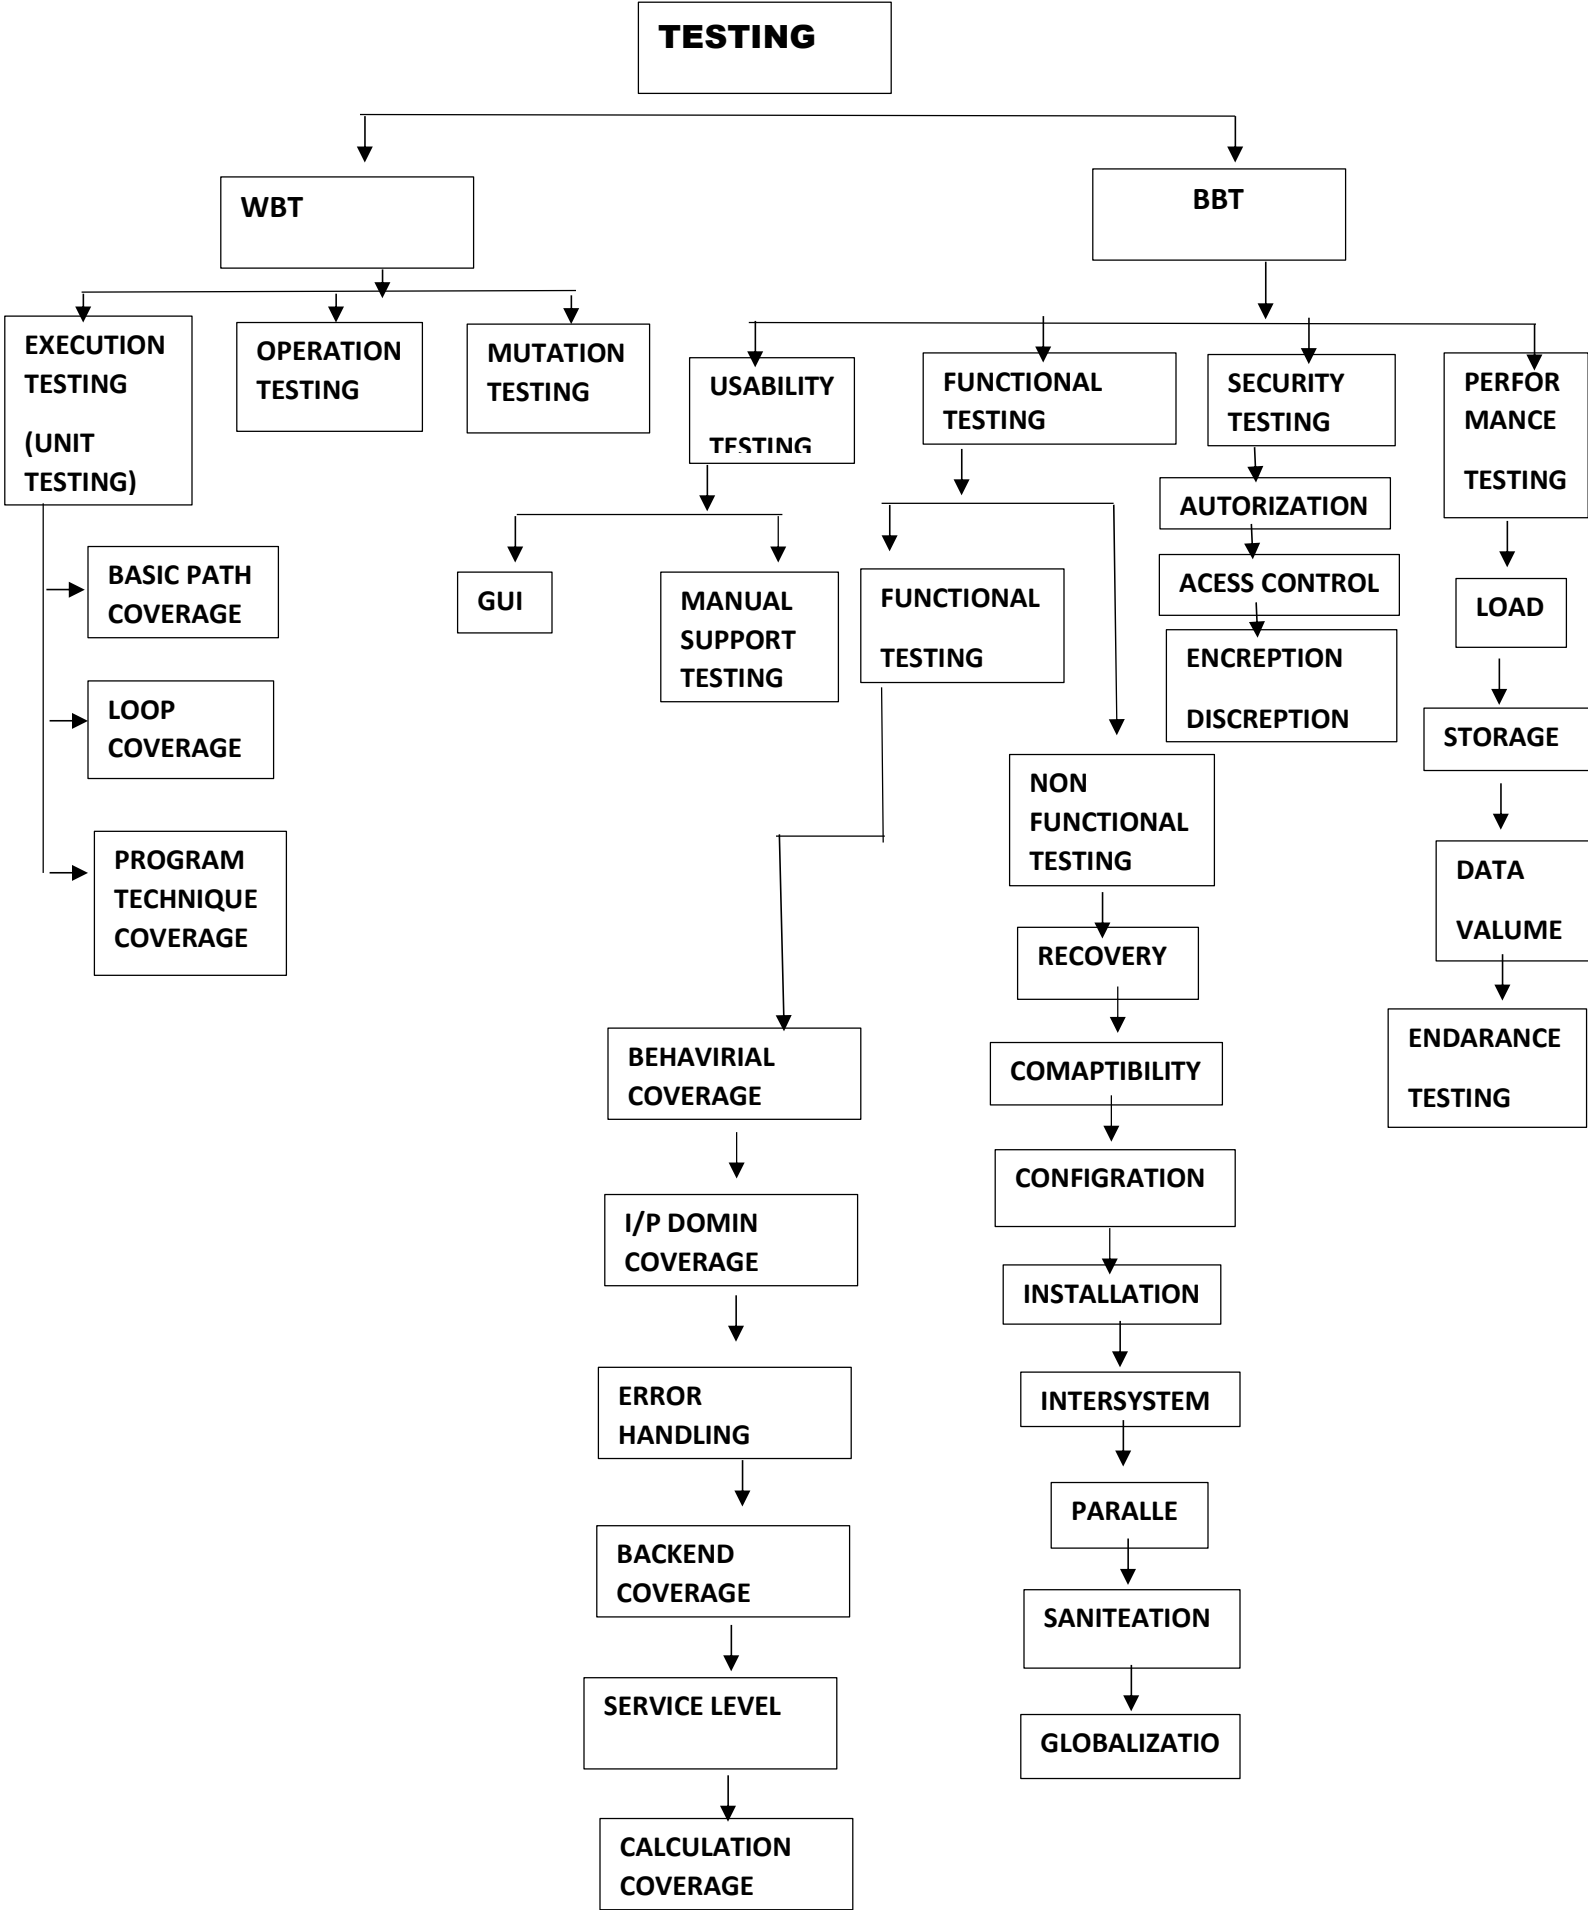 TESTING
WBT
BBT
EXECUTION
TESTING
(UNIT
TESTING)
OPERATION
TESTING
MUTATION
TESTING
USABILITY
TESTING
FUNCTIONAL
TESTING
SECURITY
TESTING
PERFOR
MANCE
TESTING
BASIC PATH
COVERAGE
LOOP
COVERAGE
PROGRAM
TECHNIQUE
COVERAGE
GUI
MANUAL
SUPPORT
TESTING
FUNCTIONAL
TESTING
AUTORIZATION
ACESS CONTROL
ENCREPTION
DISCREPTION
LOAD
STORAGE
DATA
VALUME
ENDARANCE
TESTING
NON
FUNCTIONAL
TESTING
RECOVERY
COMAPTIBILITY
CONFIGRATION
INSTALLATION
INTERSYSTEM
PARALLE
SANITEATION
GLOBALIZATIO
BEHAVIRIAL
COVERAGE
I/P DOMIN
COVERAGE
ERROR
HANDLING
BACKEND
COVERAGE
SERVICE LEVEL
CALCULATION
COVERAGE